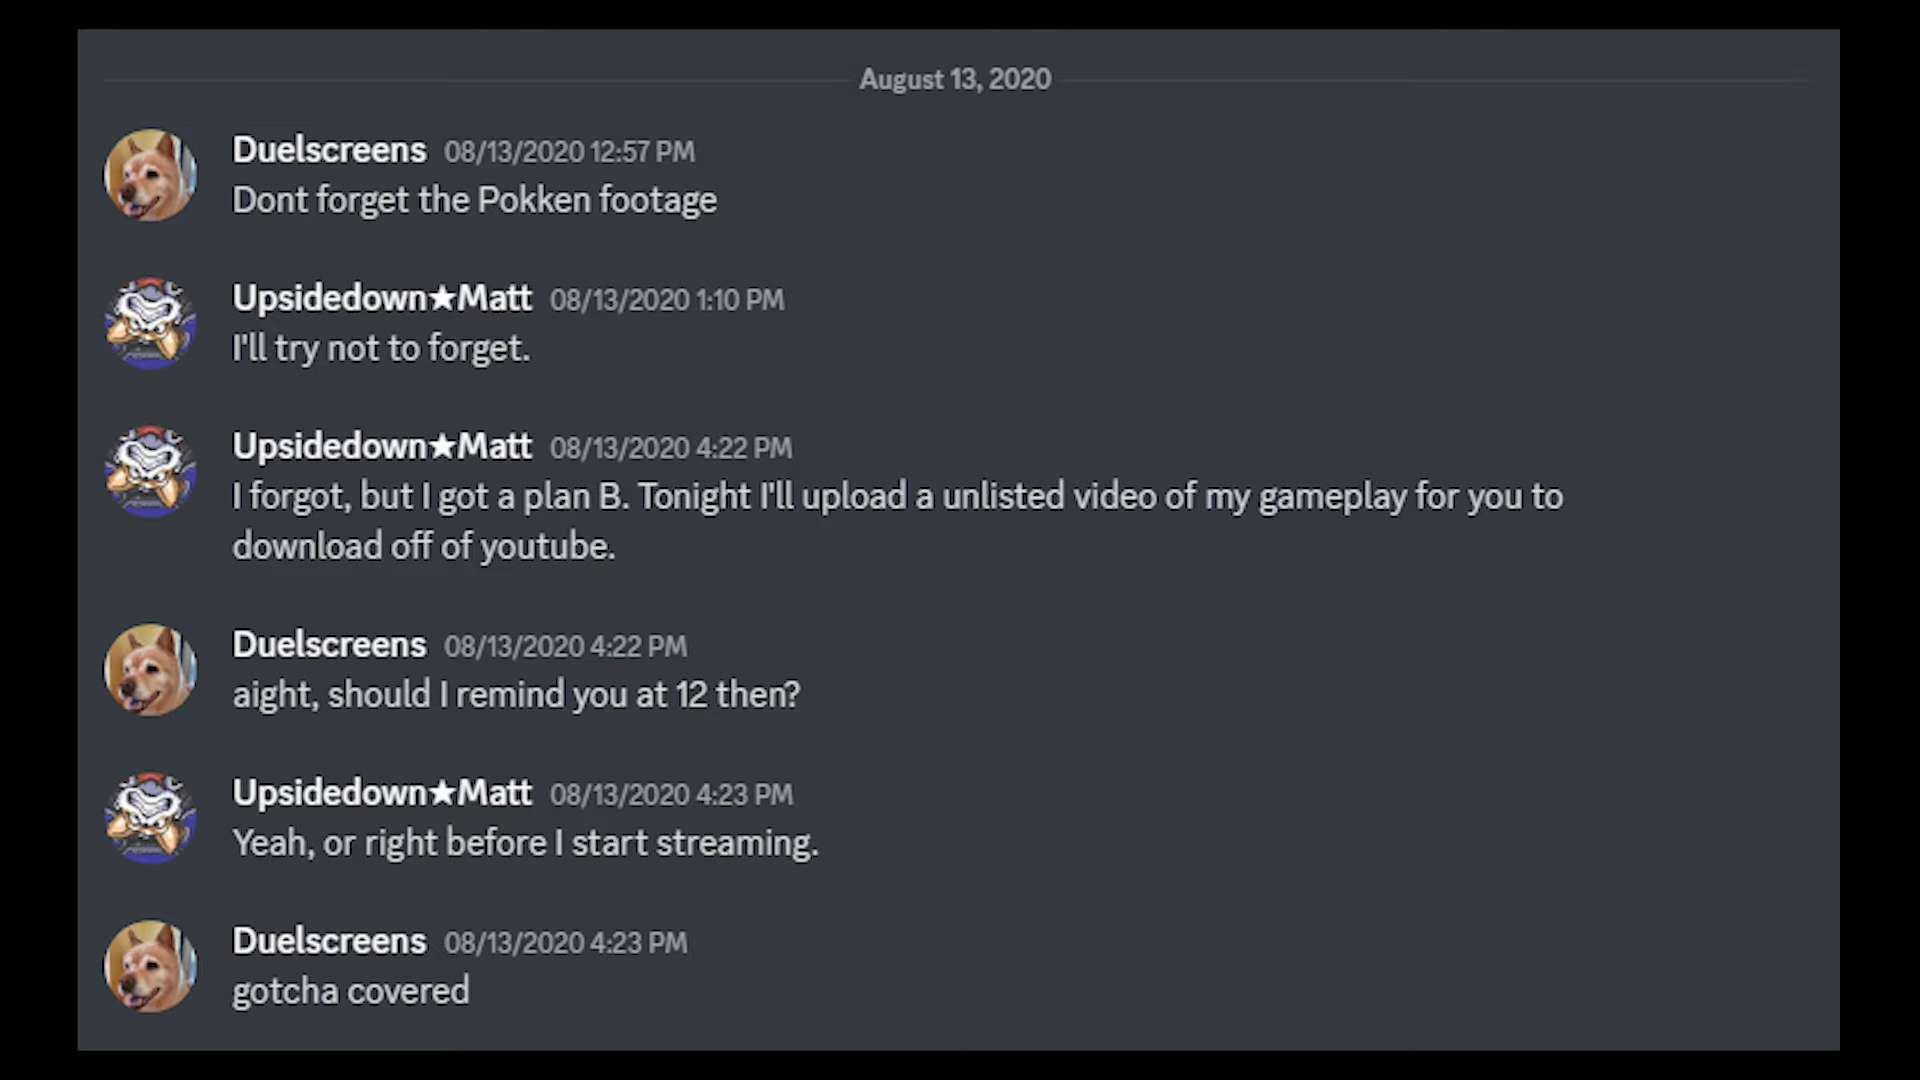 August 13, 2020
Duelscreens 08/13/2020 12:57 PM
Dont forget the Pokken footage
Upsidedown★Matt 08/13/2020 1:10 PM
I'll try not to forget.
Upsidedown★Matt 08/13/2020 4:22 PM
I forgot, but I got a plan B. Tonight I'll upload a unlisted video of my gameplay for you to
download off of youtube.
Duelscreens 08/13/2020 4:22 PM
aight, should I remind you at 12 then?
Upsidedown★Matt 08/13/2020 4:23 PM
Yeah, or right before I start streaming.
Duelscreens 08/13/2020 4:23 PM
gotcha covered